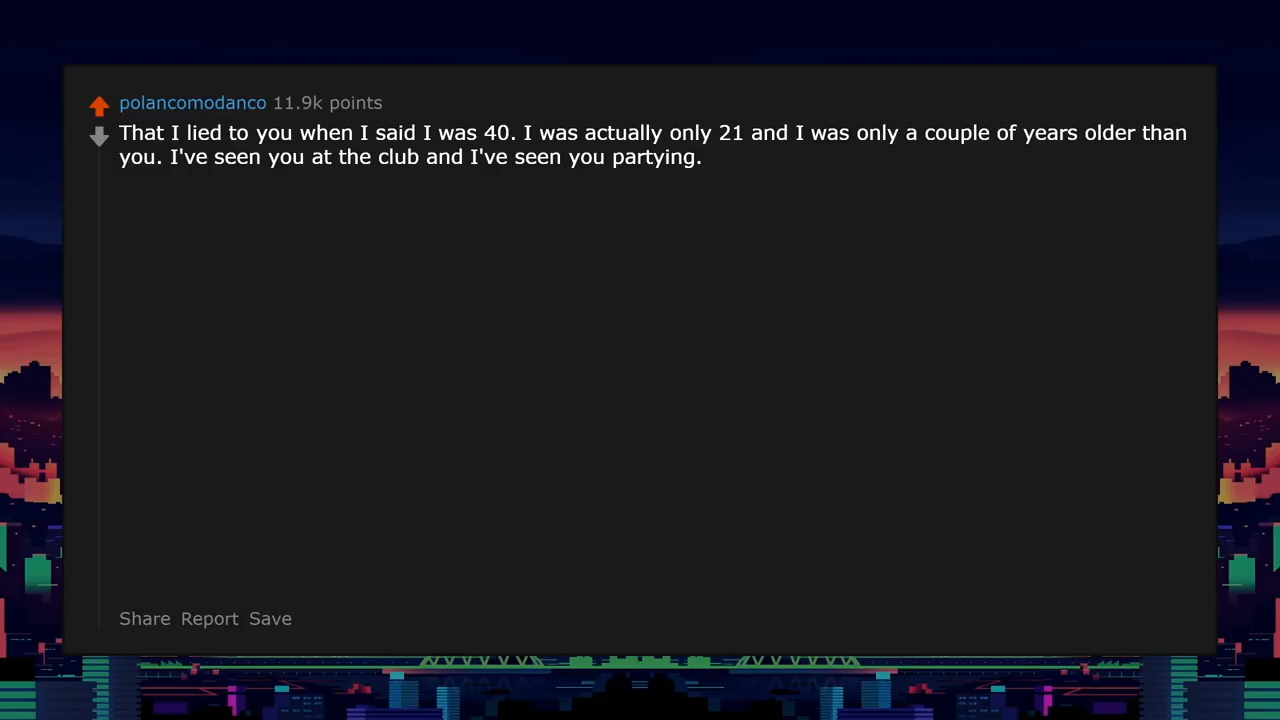 polancomodanco 11.9k points
That I lied to you when I said I was 40. I was actually only 21 and I was only a couple of years older than
you. I've seen you at the club and I've seen you partying.
Share Report Save